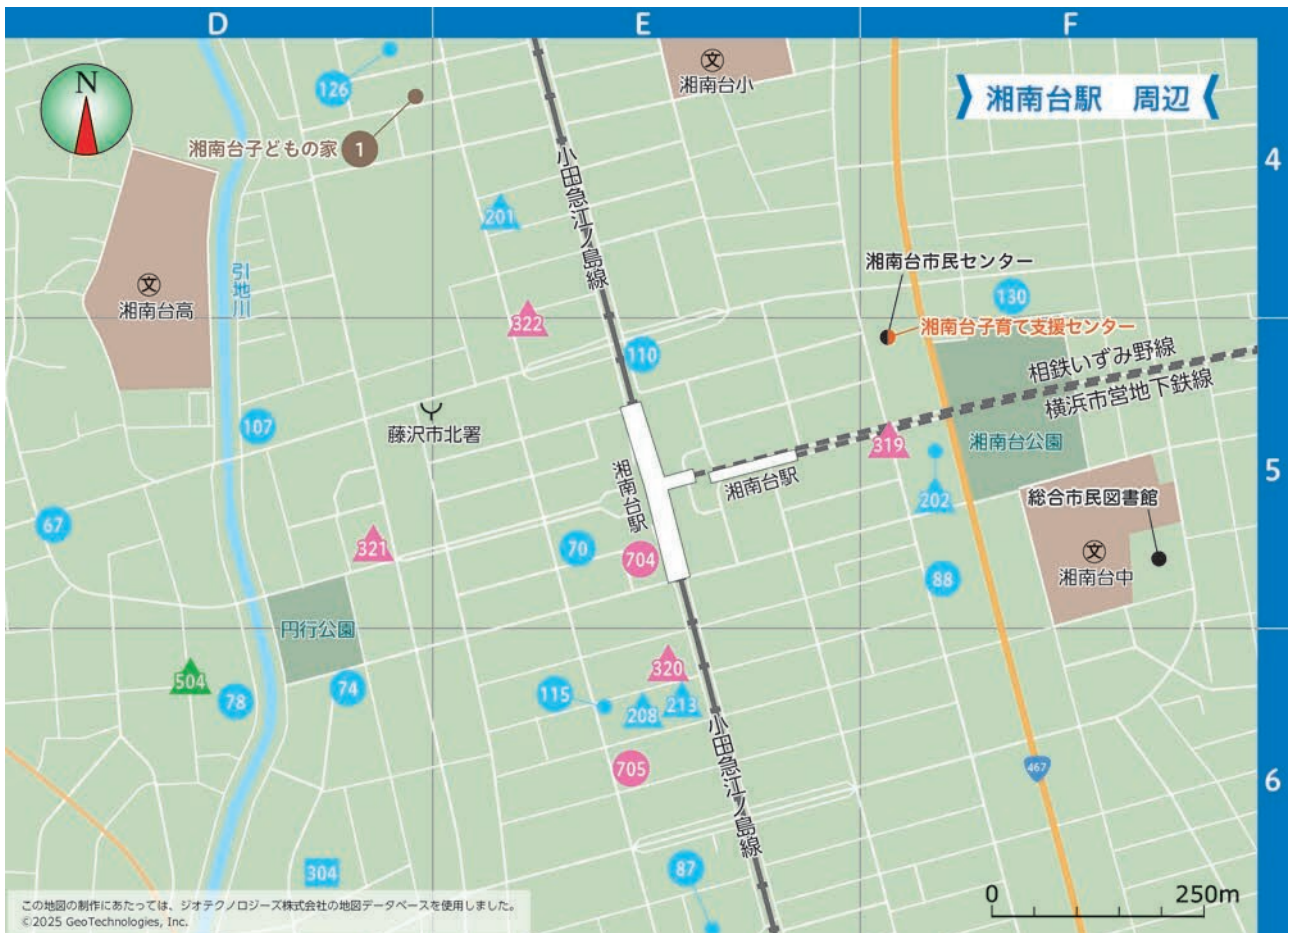 D
E
F
4
5
6
N
湘南台駅 周辺
126
湘南台小
湘南台子どもの家
1
小田急江ノ島線
201
湘南台市民センター
引地川
湘南台高
130
322
湘南台子育て支援センター
110
相鉄いずみ野線
横浜市営地下鉄線
107
藤沢市北署
319
湘南台公園
湘南台駅
湘南台駅
202
総合市民図書館
67
321
70
704
88
湘南台中
円行公園
504
78
74
320
115
208
213
小田急江ノ島線
705
467
304
87
0
250m
この地図の制作にあたっては、ジオテクノロジーズ株式会社の地図データベースを使用しました。
©2025 GeoTechnologies, Inc.